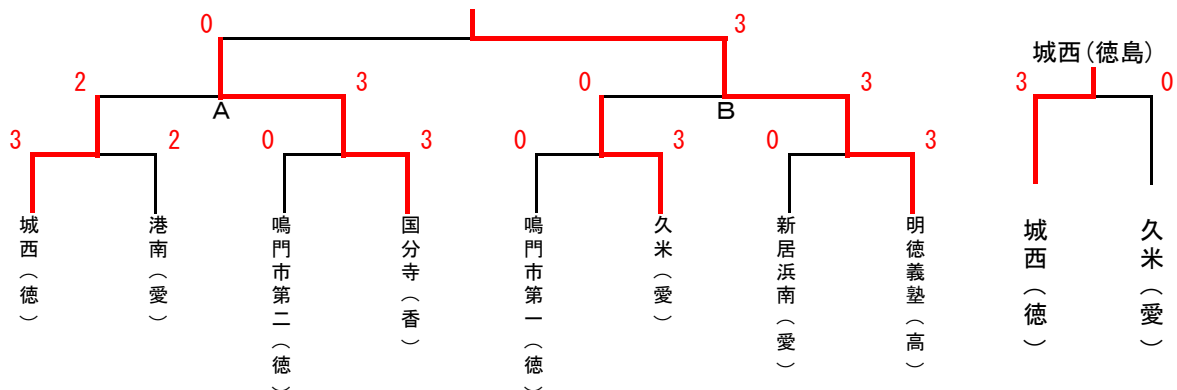 0
3
城西(徳島)
2
3
0
3
3
0
A
B
3
2
0
3
0
3
0
3
城西(徳)
港南(愛)
鳴門市第二(徳)
国分寺(香)
鳴門市第一(徳)
久米(愛)
新居浜南(愛)
明徳義塾(高)
城西(徳)
久米(愛)